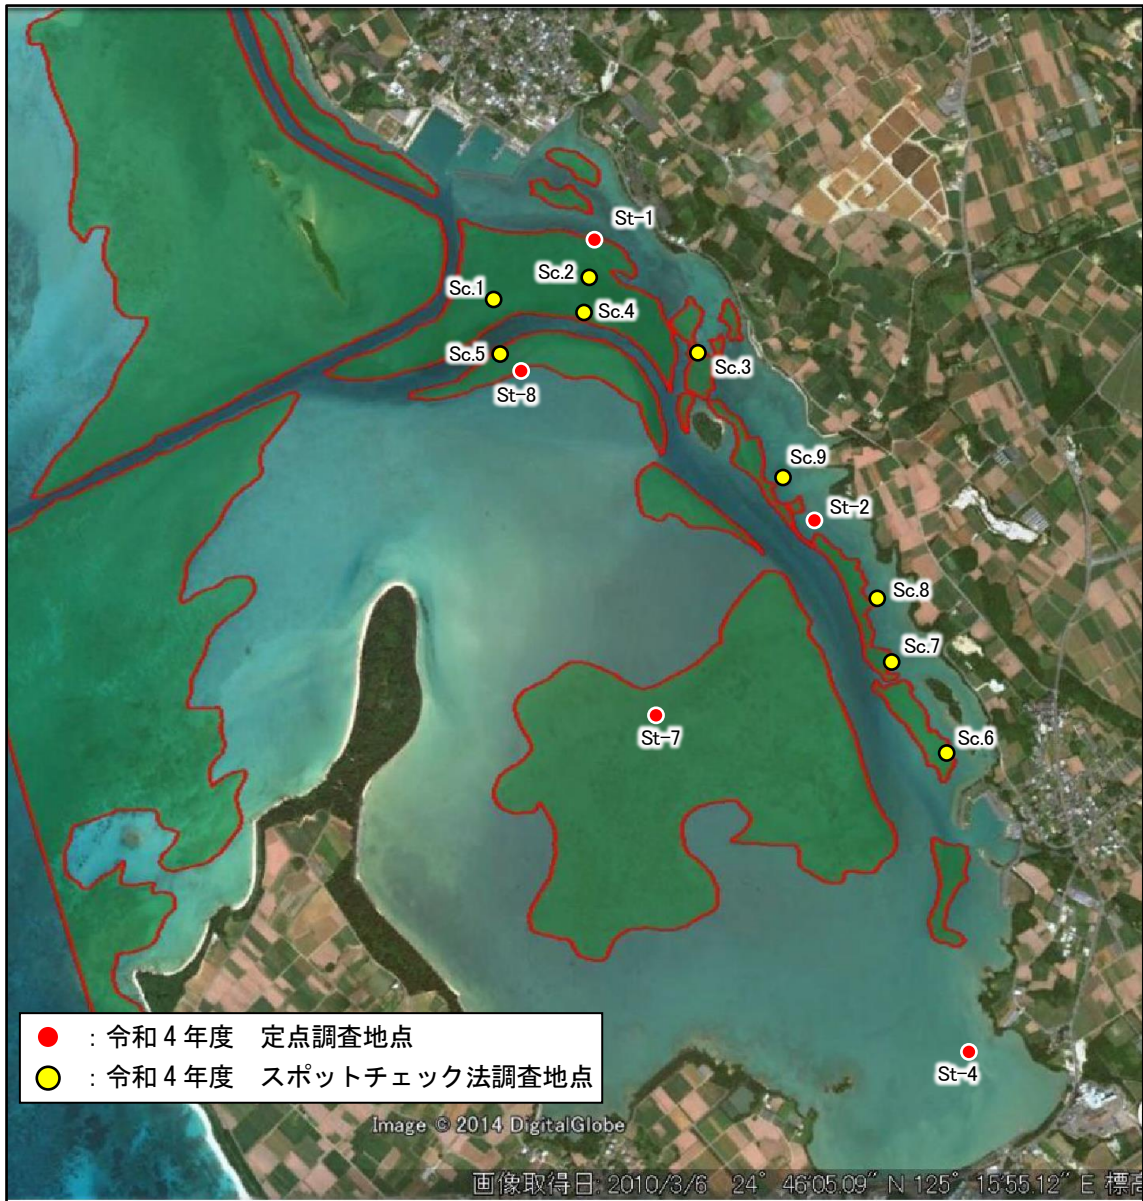 St-1
Sc.2
Sc.1
Sc.4
Sc.5
Sc.3
St-8
Sc.9
St-2
Sc.8
Sc.7
St-7
Sc.6
：令和４年度　定点調査地点
：令和４年度　スポットチェック法調査地点
St-4
Image © 2014 DigitalGlobe
画像取得日: 2010/3/6 24° 46'05.09" N 125° 15'55.12" E 標高